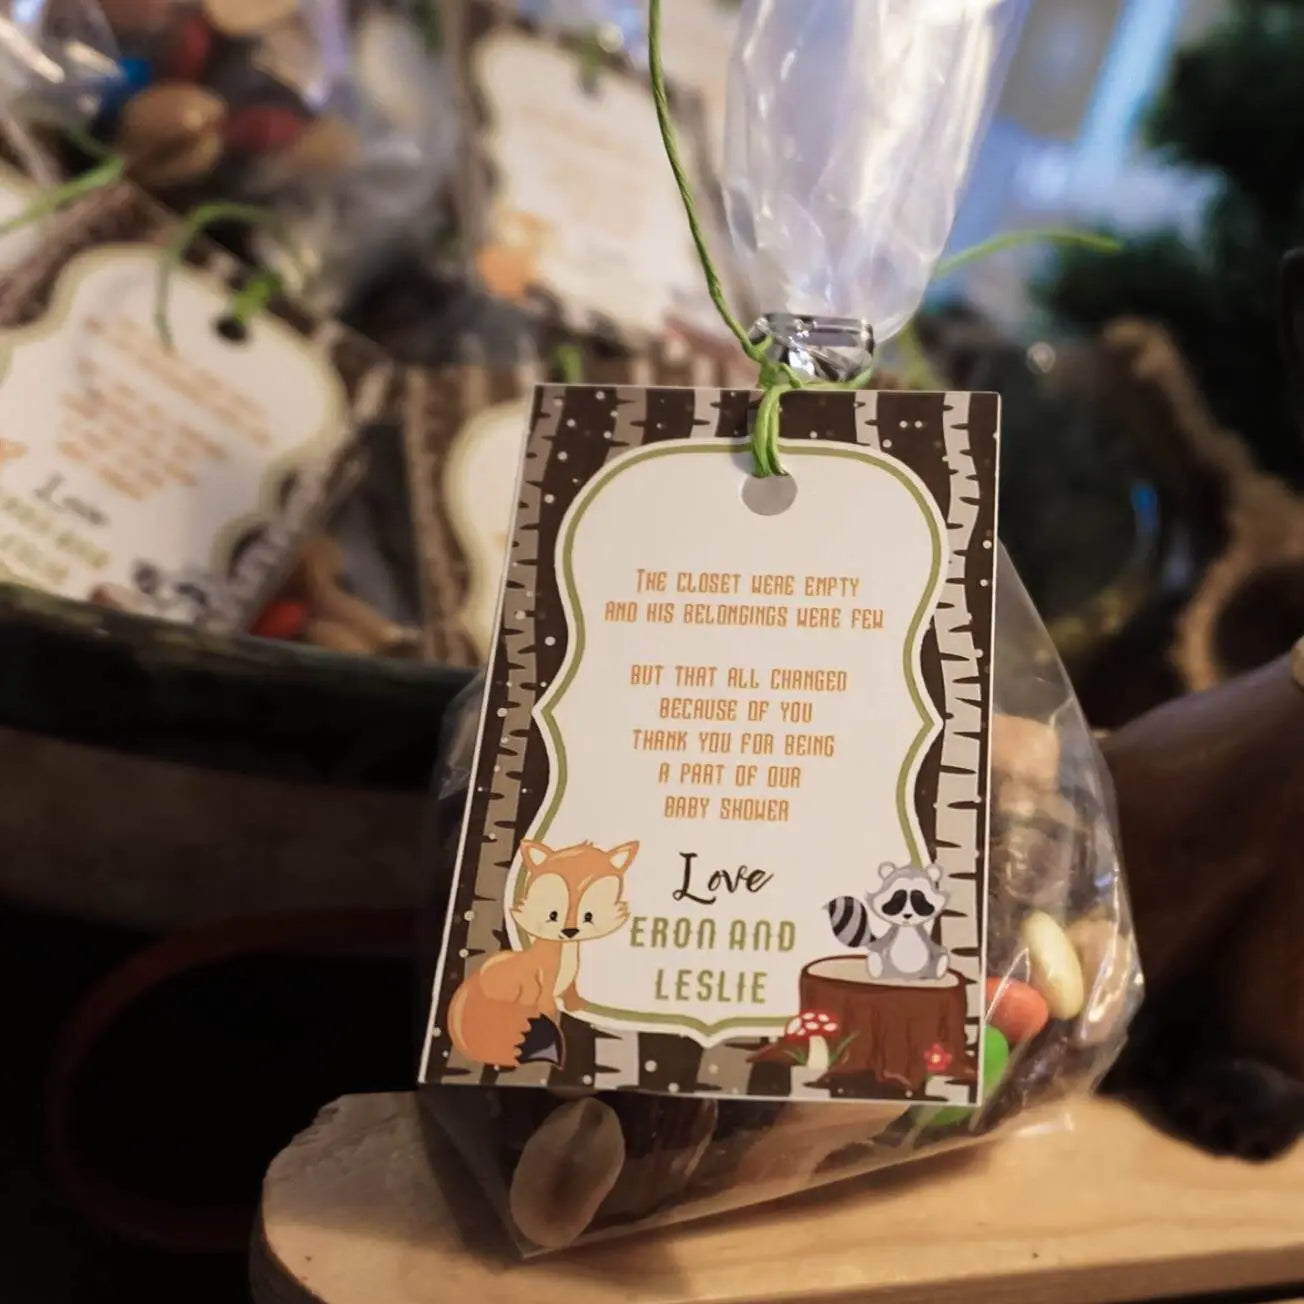 THE CLOSET WERE EMPTY
AND HIS BELONGINGS WERE FEW
BUT THAT ALL CHANGED
BECAUSE OF YOU
THANK YOU FOR BEING
A PART OF OUR
BABY SHOWER
Love
ERON AND
LESLIE
Love